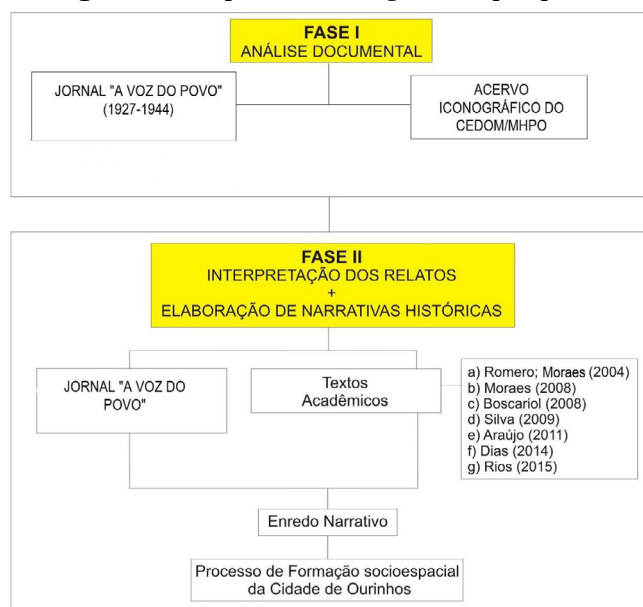 FASE I
ANÁLISE DOCUMENTAL
JORNAL "A VOZ DO POVO"
(1927-1944)
ACERVO
ICONOGRÁFICO DO
CEDOM/MHPO
FASE II
INTERPRETAÇÃO DOS RELATOS
+
ELABORAÇÃO DE NARRATIVAS HISTÓRICAS
JORNAL "A VOZ DO
POVO"
Textos
Acadêmicos
a) Romero; Moraes (2004)
b) Moraes (2008)
c) Boscariol (2008)
d) Silva (2009)
e) Araújo (2011)
f) Dias (2014)
g) Rios (2015)
Enredo Narrativo
Processo de Formação socioespacial
da Cidade de Ourinhos